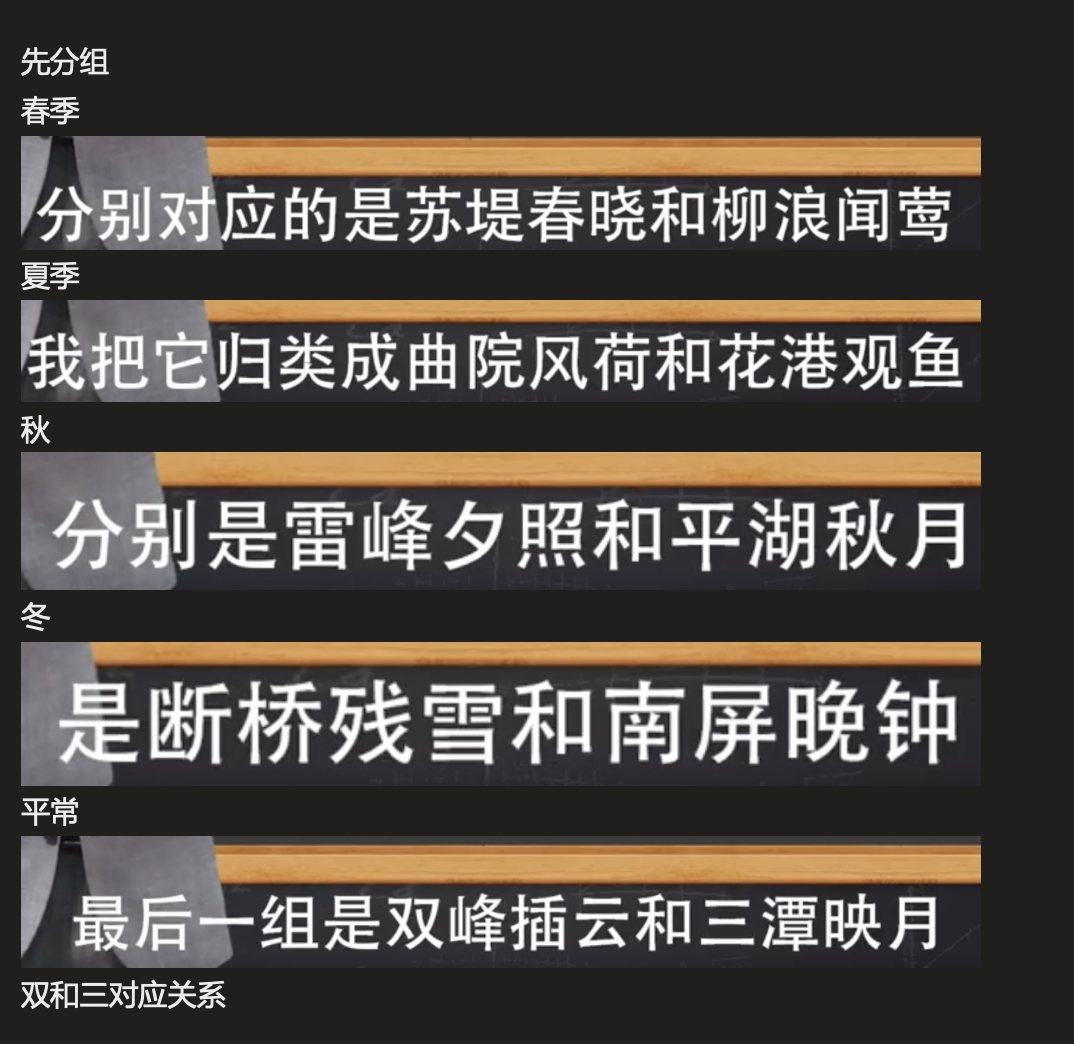 先分组
春季
分别对应的是苏堤春晓和柳浪闻莺
夏季
我把它归类成曲院风荷和花港观鱼
秋
分别是雷峰夕照和平湖秋月
冬
是断桥残雪和南屏晚钟
平常
最后一组是双峰插云和三潭映月
双和三对应关系